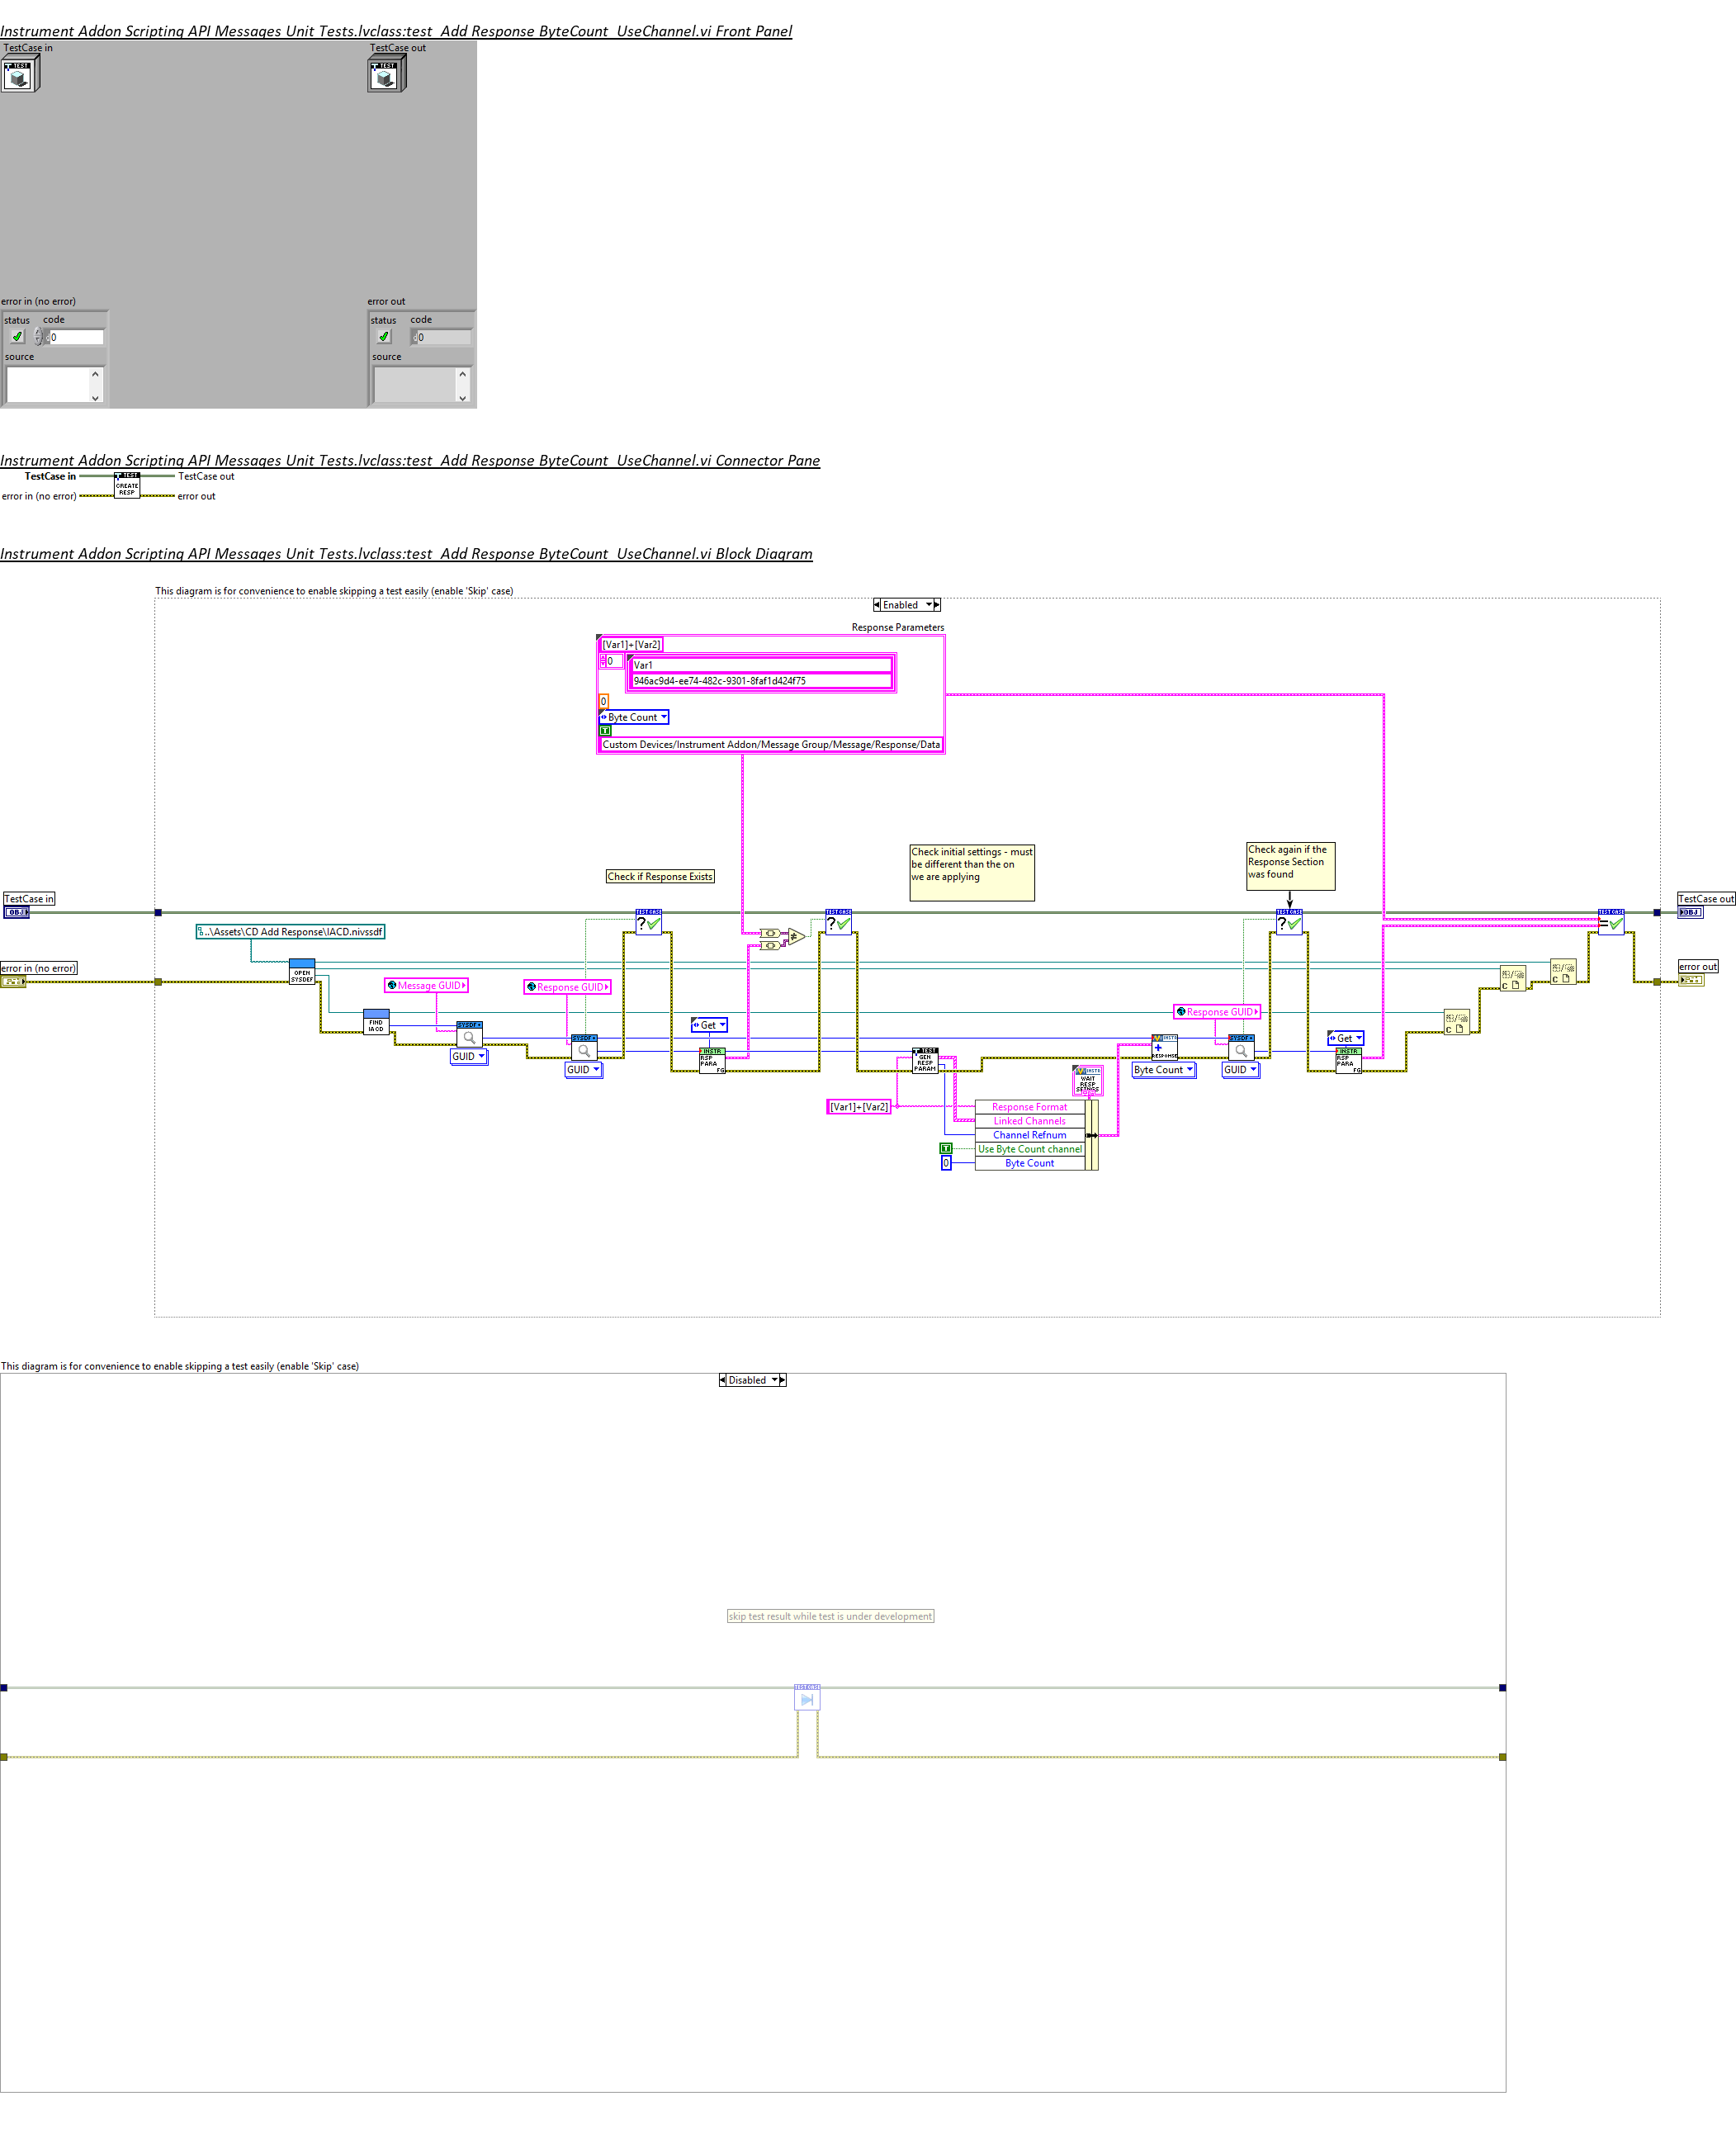 Instrument Addon Scripting API Messages Unit Tests.lvclass:test_Add Response ByteCount_UseChannel.vi Front Panel
TestCase in
TestCase out
TEST
TEST
error in (no error)
error out
status
code
0
source
status
code
0
source
Instrument Addon Scripting API Messages Unit Tests.lvclass:test_Add Response ByteCount_UseChannel.vi Connector Pane
TestCase in
TEST
CREATE
RESP
TestCase out
error in (no error)
error out
Instrument Addon Scripting API Messages Unit Tests.lvclass:test_Add Response ByteCount_UseChannel.vi Block Diagram
This diagram is for convenience to enable skipping a test easily (enable 'Skip' case)
Enabled
Response Parameters
[Var1]+[Var2]
0
Var1
946ac9d4-ee74-482c-9301-8faf1d424f75
0
Byte Count
T
Custom Devices/Instrument Addon/Message Group/Message/Response/Data
Check if Response Exists
Check initial settings - must
be different than the on
we are applying
Check again if the
Response Section
was found
TestCase in
OBJ
TestCase out
OBJ
..\Assets\CD Add Response\IACD.nivssdf
error in (no error)
error out
OPEN
SYSDEF
Message GUID
Response GUID
FIND
IACD
SYSDF
GUID
SYSDF
GUID
Get
INSTR
RSP
PARA
FG
TEST
GEN
RESP
PARAM
[Var1]+[Var2]
INSTR
WAIT
RESP
Response Format
Linked Channels
Channel Refnum
T
Use Byte Count channel
0
Byte Count
INSTR
RESPONSE
Byte Count
Response GUID
SYSDF
GUID
Get
INSTR
RSP
PARA
FG
This diagram is for convenience to enable skipping a test easily (enable 'Skip' case)
Disabled
skip test result while test is under development